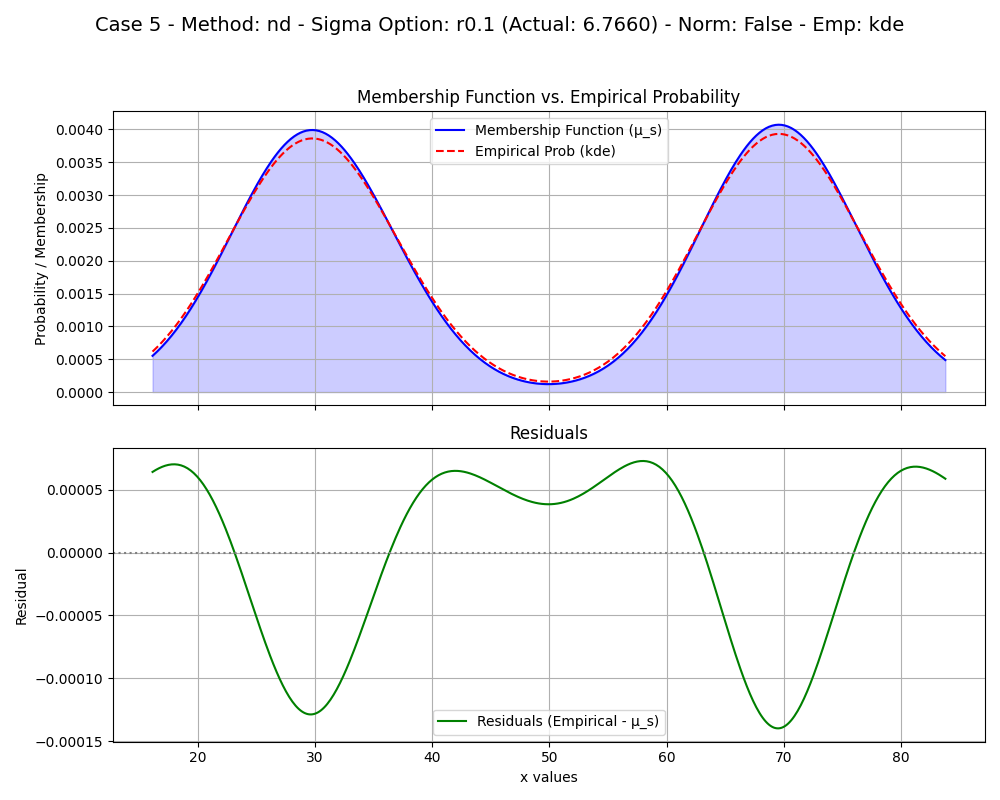 Case 5 - Method: nd - Sigma Option: r0.1 (Actual: 6.7660) - Norm: False - Emp: kde
Membership Function vs. Empirical Probability
Membership Function (μ_s)
Empirical Prob (kde)
Probability / Membership
0.0040
0.0035
0.0030
0.0025
0.0020
0.0015
0.0010
0.0005
0.0000
Residuals
Residual
0.00005
0.00000
−0.00005
−0.00010
−0.00015
Residuals (Empirical - μ_s)
20 30 40 50 60 70 80
x values